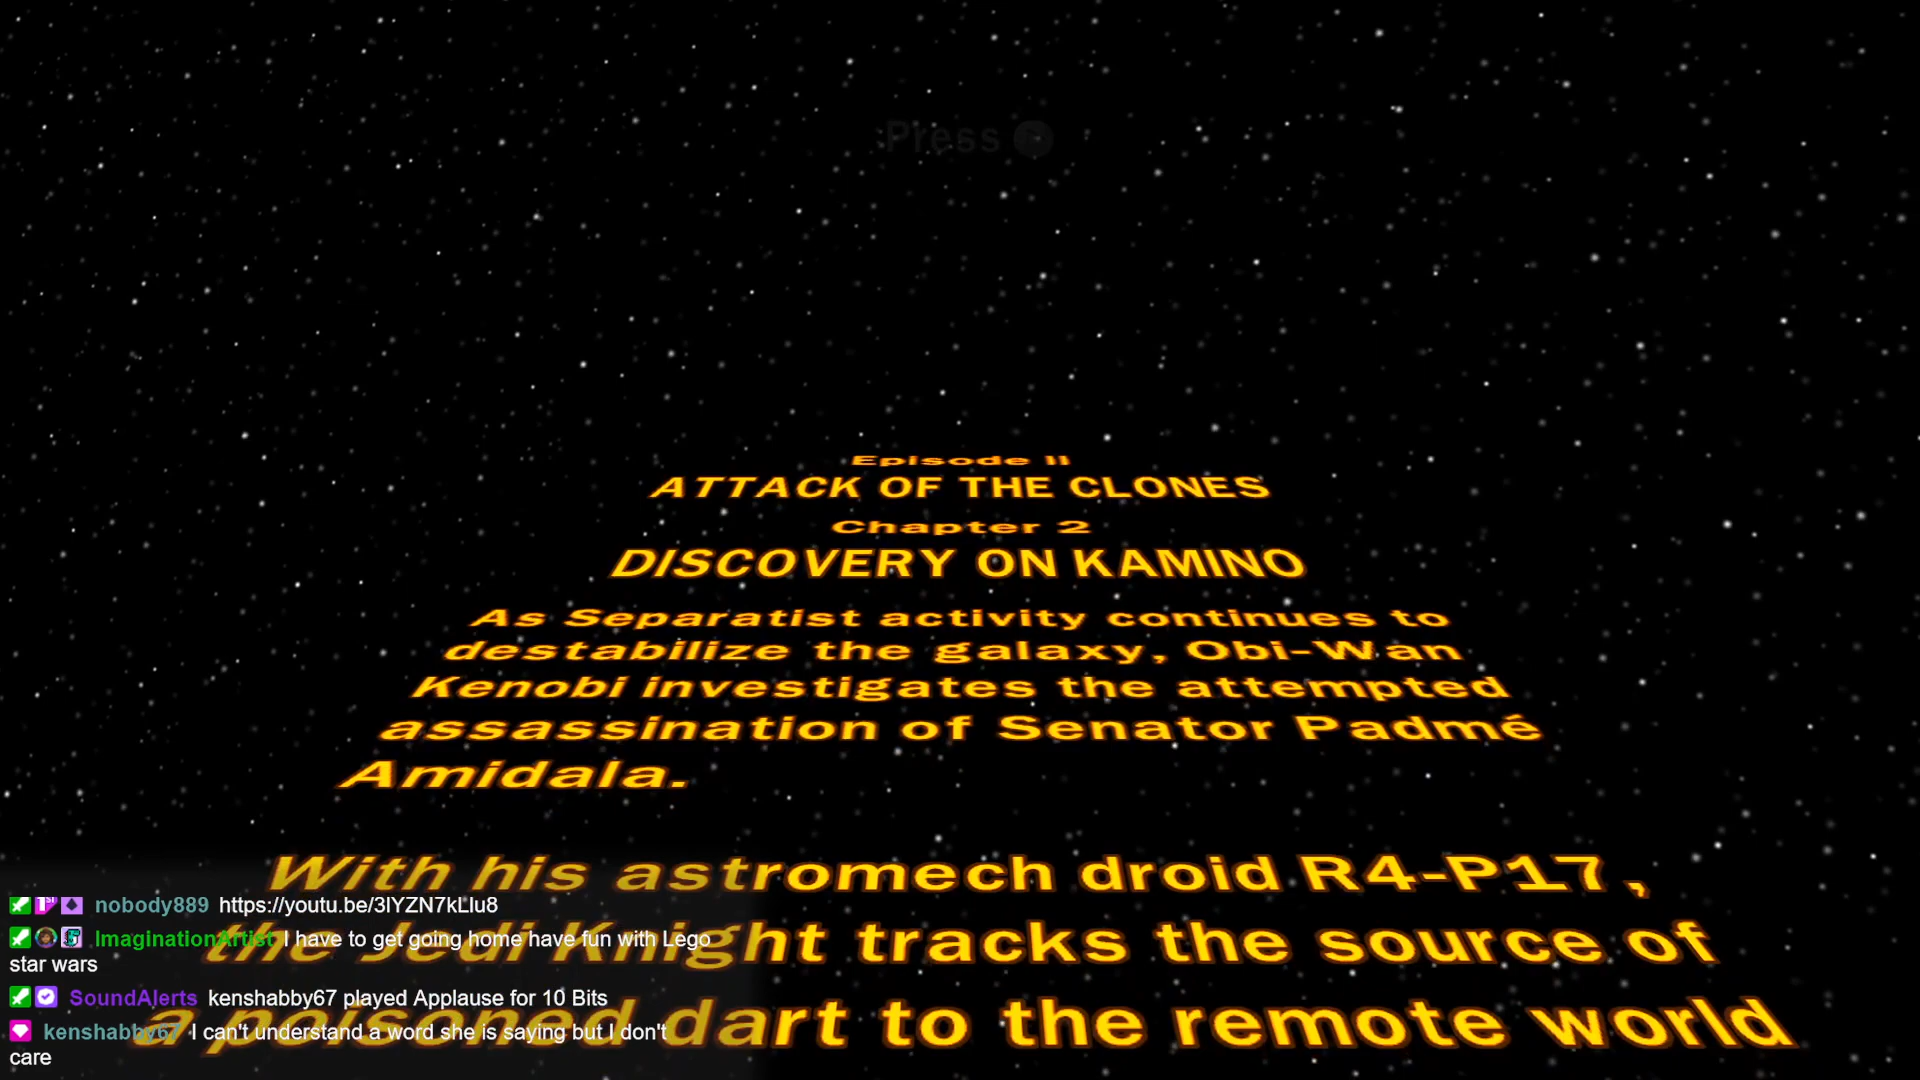 Press
Episode II
ATTACK OF THE CLONES
Chapter 2
DISCOVERY ON KAMINO
As Separatist activity continues to
destabilize the galaxy, Obi-Wan
Kenobi investigates the attempted
assassination of Senator Padmé
Amidala.
With his astromech droid R4-P17,
the Jedi Knight tracks the source of
a poisoned dart to the remote world
nobody889 https://youtu.be/3lYZN7kLlu8
ImaginationArtist I have to get going home have fun with Lego
star wars
SoundAlerts kenshabby67 played Applause for 10 Bits
kenshabby67 I can't understand a word she is saying but I don't
care